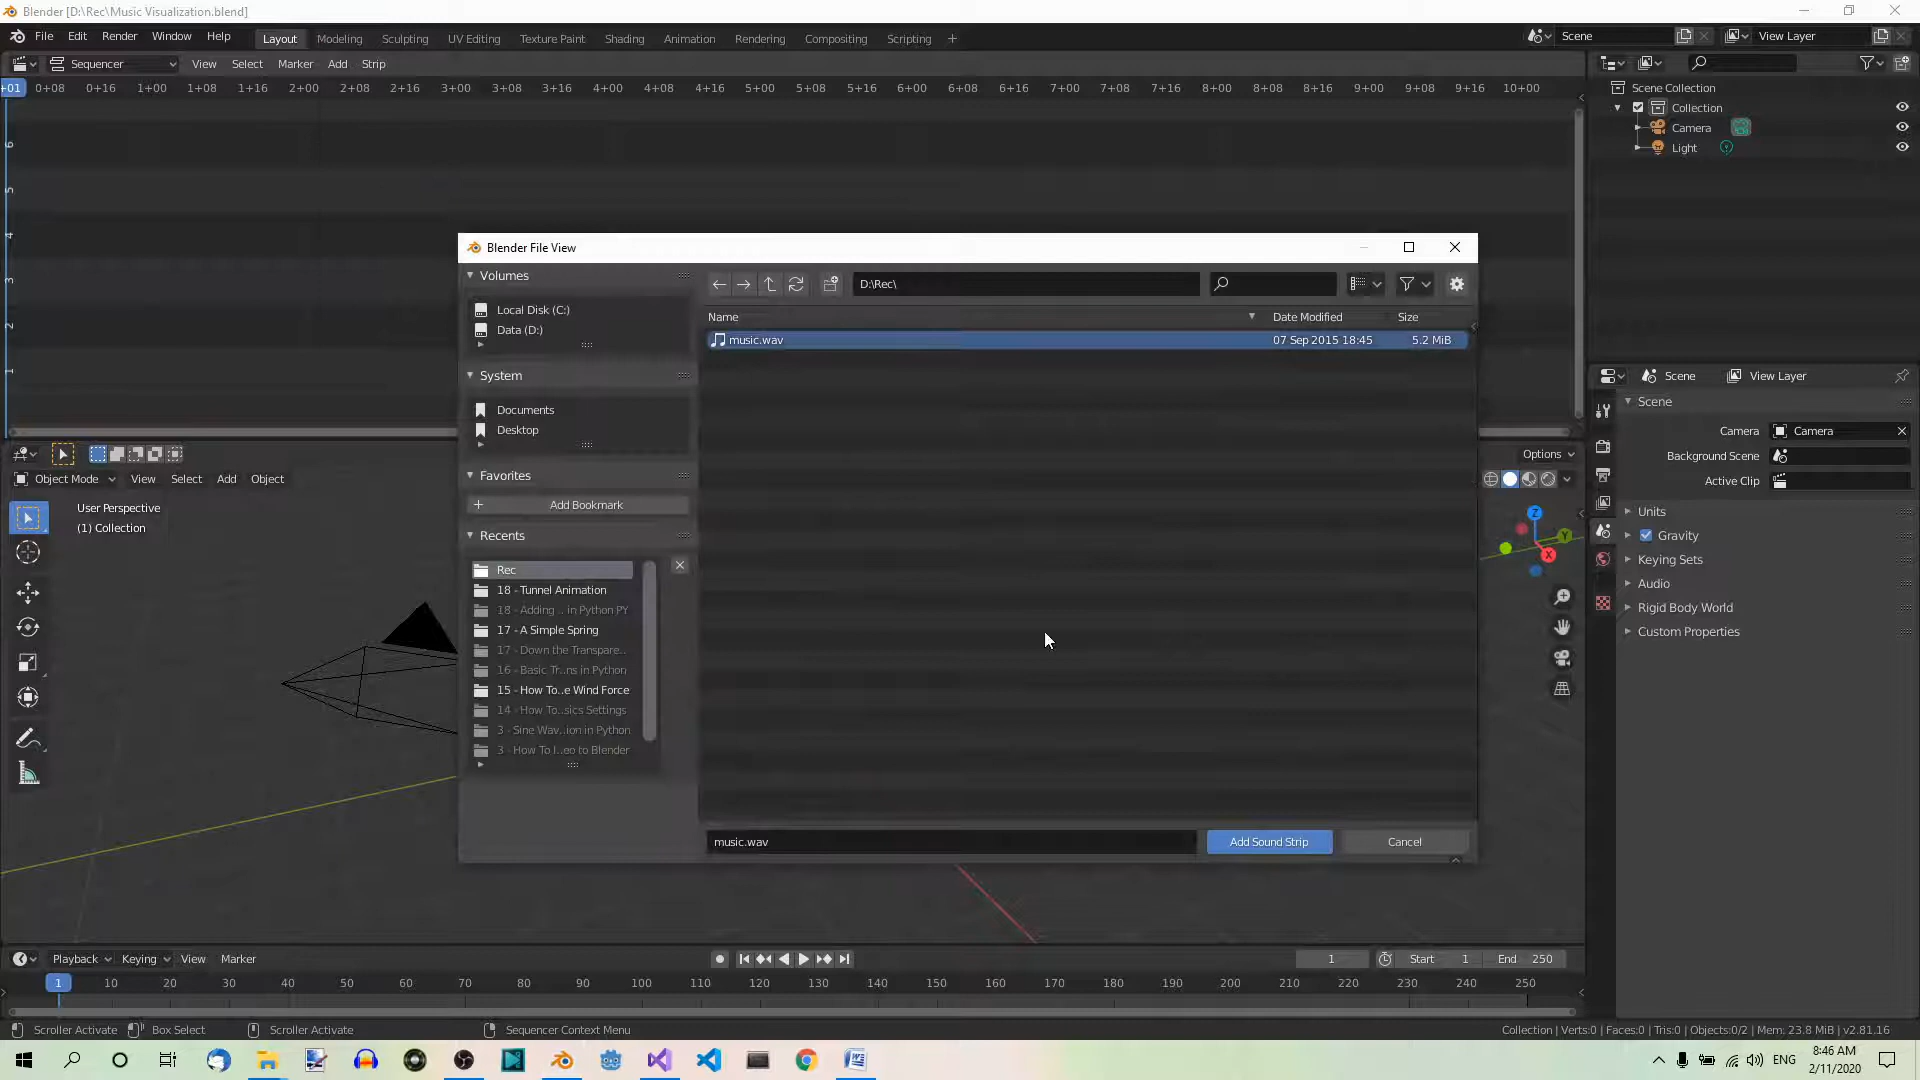 Blender [D:\Rec\Music Visualization.blend]
File Edit Render Window Help Layout Modeling Sculpting UV Editing Texture Paint Shading Animation Rendering Compositing Scripting + Scene View Layer
Sequencer View Select Marker Add Strip
+01 0+08 0+16 1+00 1+08 1+16 2+00 2+08 2+16 3+00 3+08 3+16 4+00 4+08 4+16 5+00 5+08 5+16 6+00 6+08 6+16 7+00 7+08 7+16 8+00 8+08 8+16 9+00 9+08 9+16 10+00
6
5
4
3
2
1
Scene Collection
Collection
Camera
Light
Blender File View
Volumes
Local Disk (C:)
Data (D:)
System
Documents
Desktop
Favorites
Add Bookmark
Recents
Rec
18 - Tunnel Animation
18 - Adding .. in Python PY
17 - A Simple Spring
17 - Down the Transpare..
16 - Basic Tr..ns in Python
15 - How To..e Wind Force
14 - How To..sics Settings
3 - Sine Wav..ion in Python
3 - How To I..eo to Blender
D:\Rec\
Name Date Modified Size
music.wav 07 Sep 2015 18:45 5.2 MiB
music.wav Add Sound Strip Cancel
Options
Object Mode View Select Add Object
User Perspective
(1) Collection
Z
Y
X
Scene View Layer
Scene
Camera Camera
Background Scene
Active Clip
Units
Gravity
Keying Sets
Audio
Rigid Body World
Custom Properties
Playback Keying View Marker 1 Start 1 End 250
1 10 20 30 40 50 60 70 80 90 100 110 120 130 140 150 160 170 180 190 200 210 220 230 240 250
Scroller Activate Box Select Scroller Activate Sequencer Context Menu Collection | Verts:0 | Faces:0 | Tris:0 | Objects:0/2 | Mem: 23.8 MiB | v2.81.16
ENG 8:46 AM
2/11/2020